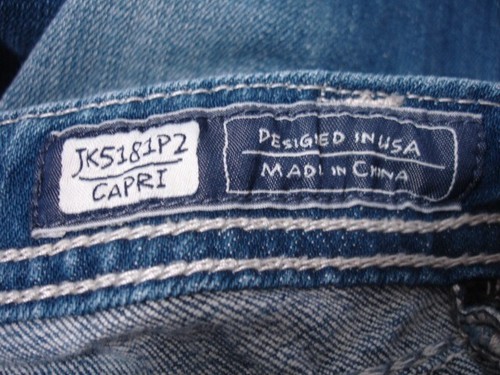 JK5181P2
CAPRI
DESIGNED IN USA
MADE IN CHINA